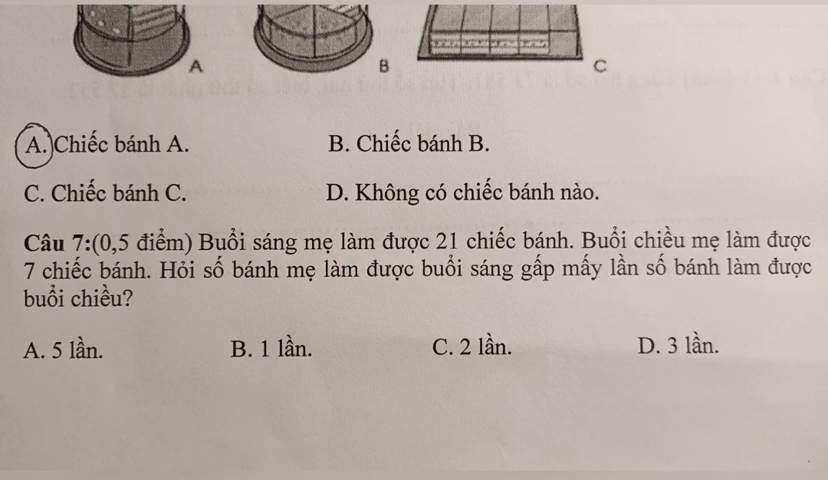 A B C
A. Chiếc bánh A. B. Chiếc bánh B.
C. Chiếc bánh C. D. Không có chiếc bánh nào.
Câu 7:(0,5 điểm) Buổi sáng mẹ làm được 21 chiếc bánh. Buổi chiều mẹ làm được
7 chiếc bánh. Hỏi số bánh mẹ làm được buổi sáng gấp mấy lần số bánh làm được
buổi chiều?
A. 5 lần. B. 1 lần. C. 2 lần. D. 3 lần.